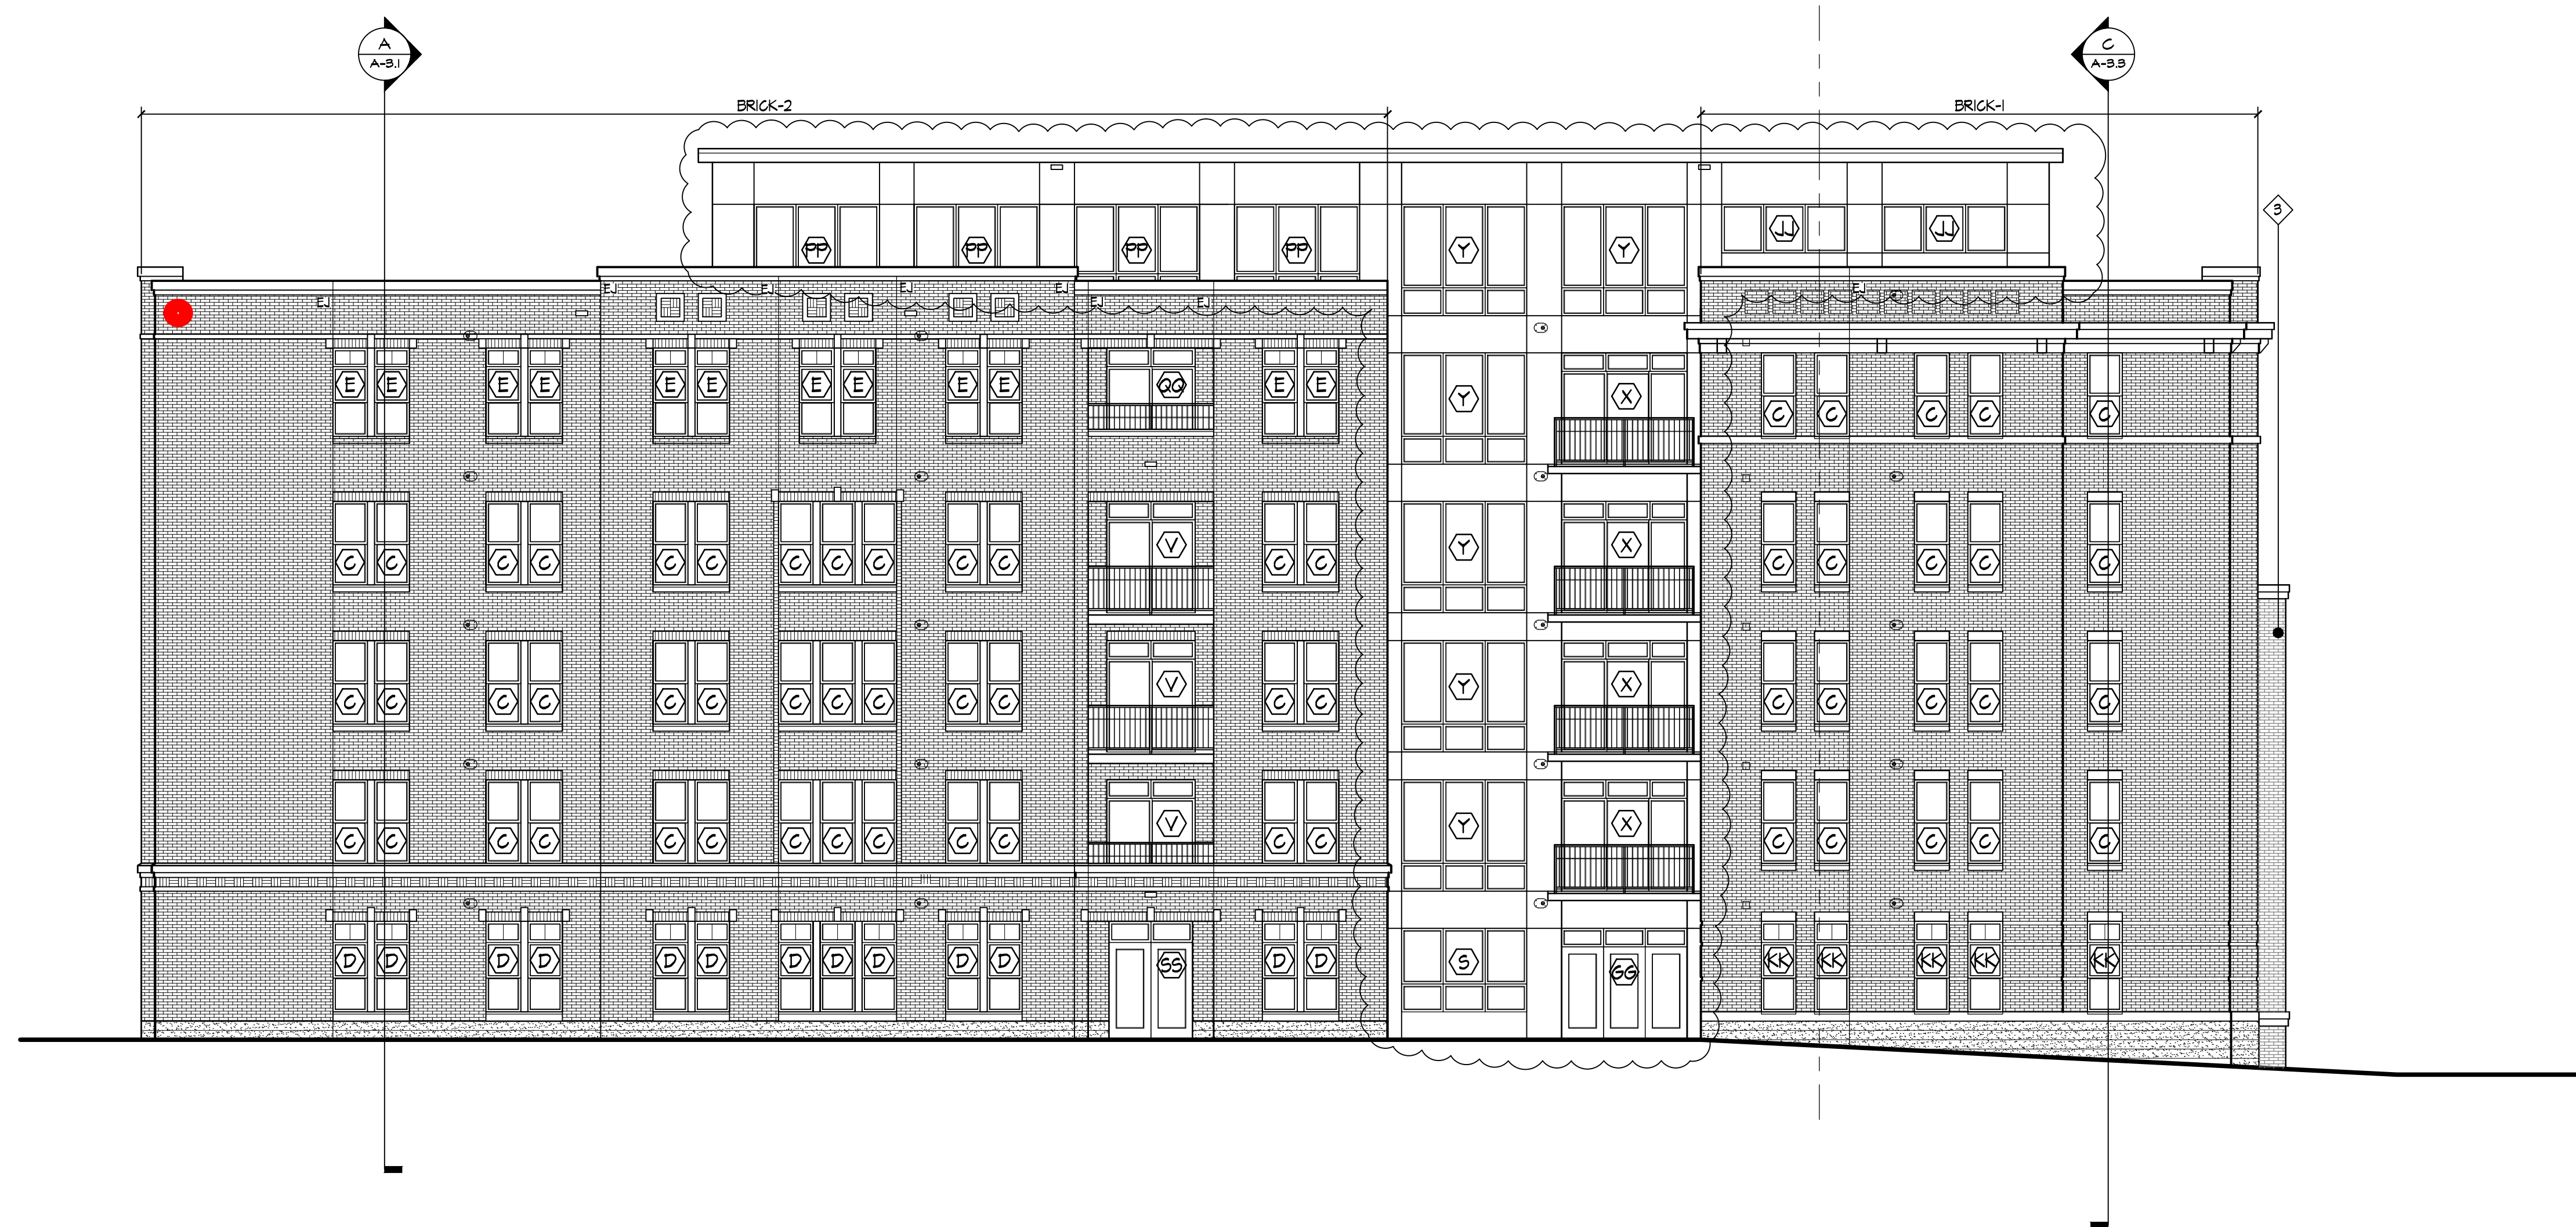 A
A-3.1
C
A-3.3
BRICK-2 BRICK-1
3
PP PP PP PP Y Y JJ JJ
EJ EJ EJ EJ EJ EJ EJ EJ
E E E E E E E E E E QQ E E Y X C C C C C
C C C C C C C C C C C V C C Y X C C C C C
C C C C C C C C C C C V C C Y X C C C C C
C C C C C C C C C C C V C C Y X C C C C C
D D D D D D D D D D D SS D D S GG KK KK KK KK KK